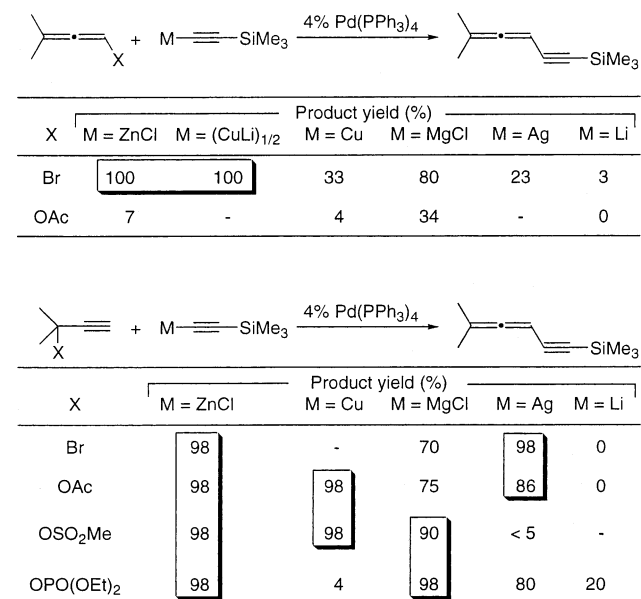 4% Pd(PPh3)4
X + M SiMe3 SiMe3
Product yield (%)
X M = ZnCl M = (CuLi)1/2 M = Cu M = MgCl M = Ag M = Li
Br 100 100 33 80 23 3
OAc 7 - 4 34 - 0
4% Pd(PPh3)4
X + M SiMe3 SiMe3
Product yield (%)
X M = ZnCl M = Cu M = MgCl M = Ag M = Li
Br 98 - 70 98 0
OAc 98 98 75 86 0
OSO2Me 98 98 90 < 5 -
OPO(OEt)2 98 4 98 80 20